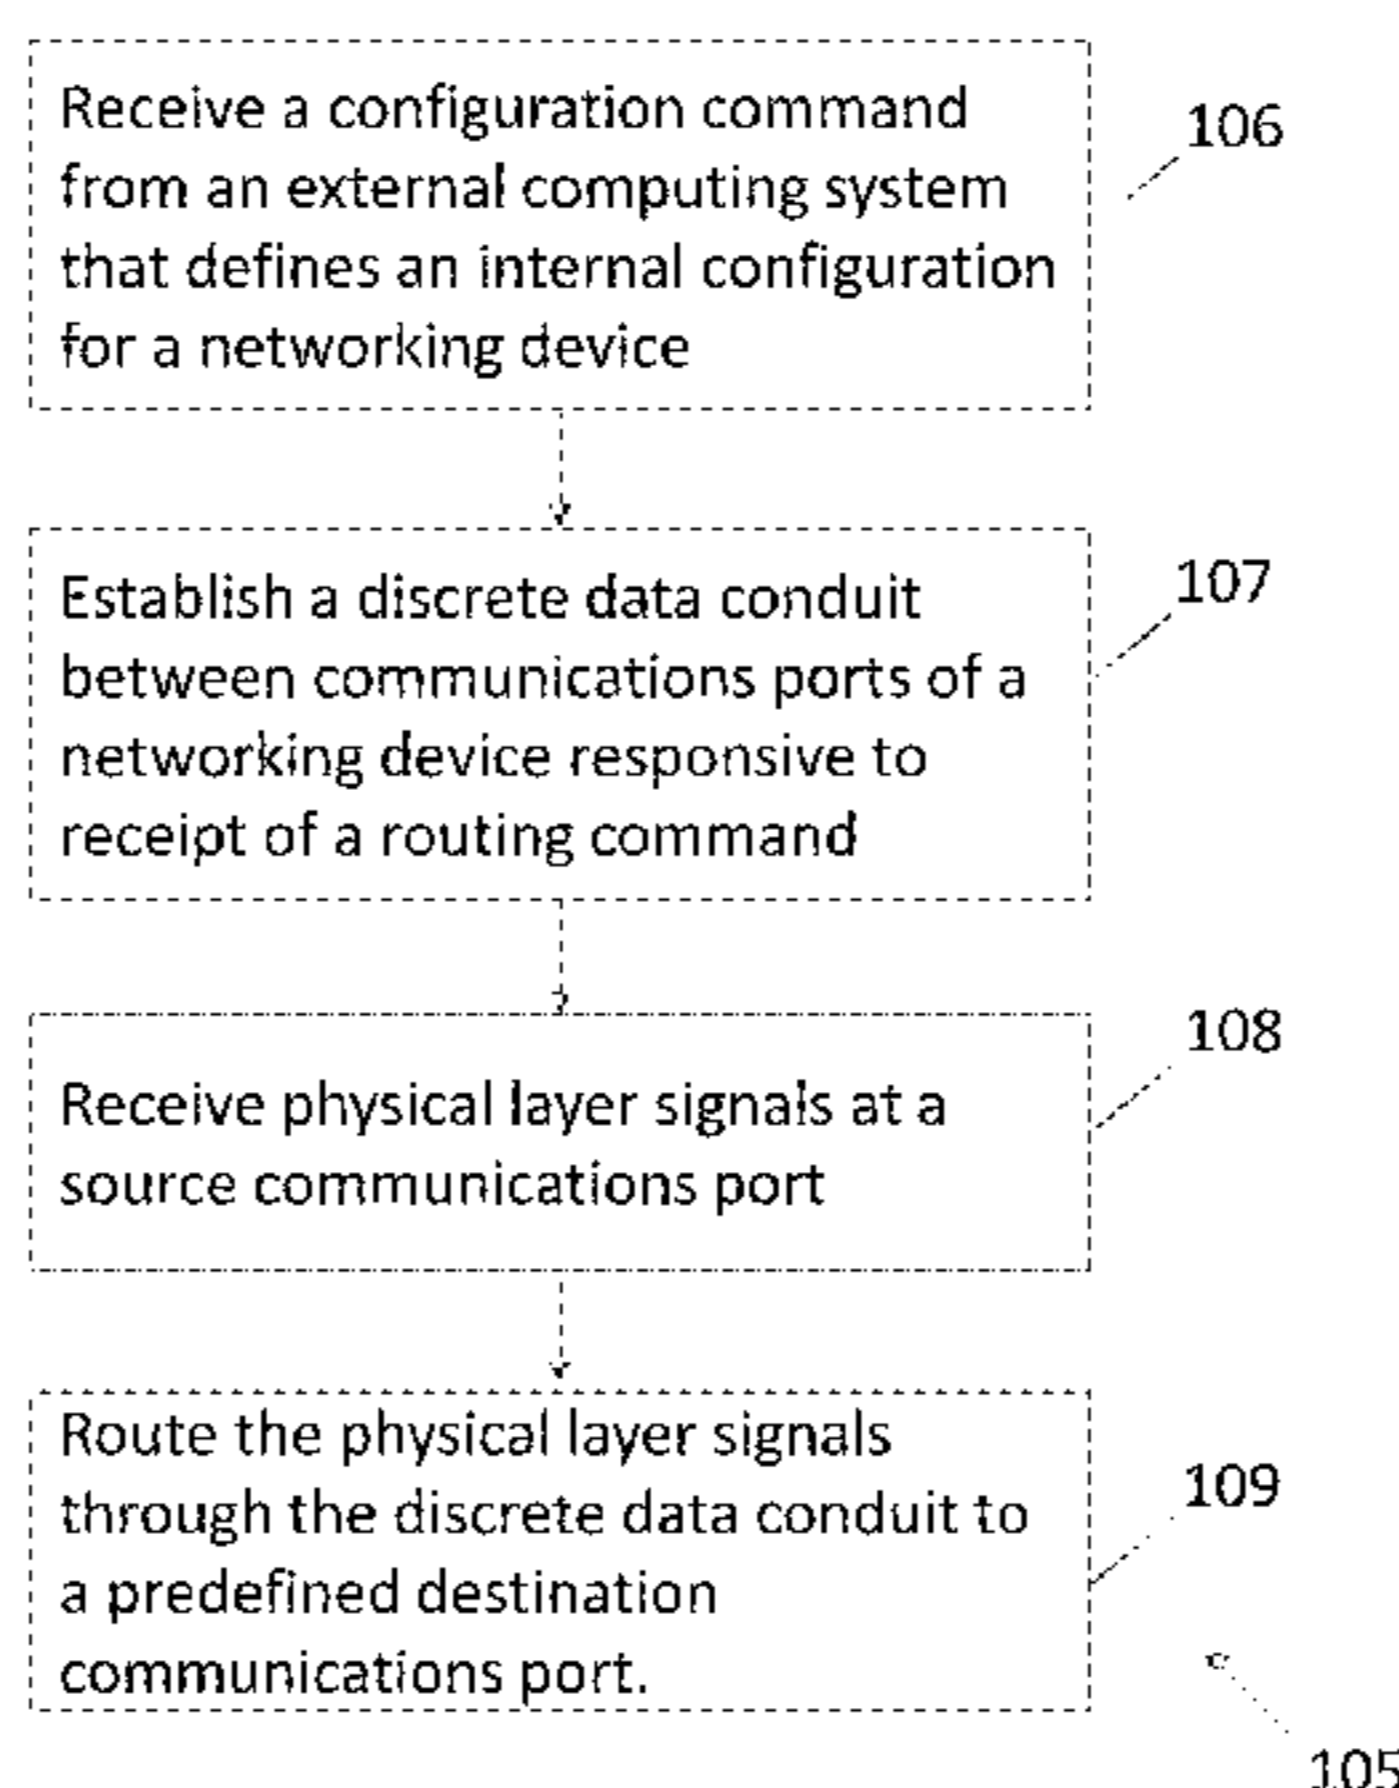 Receive a configuration command
from an external computing system
that defines an internal configuration
for a networking device
106
Establish a discrete data conduit
between communications ports of a
networking device responsive to
receipt of a routing command
107
Receive physical layer signals at a
source communications port
108
Route the physical layer signals
through the discrete data conduit to
a predefined destination
communications port.
109
105